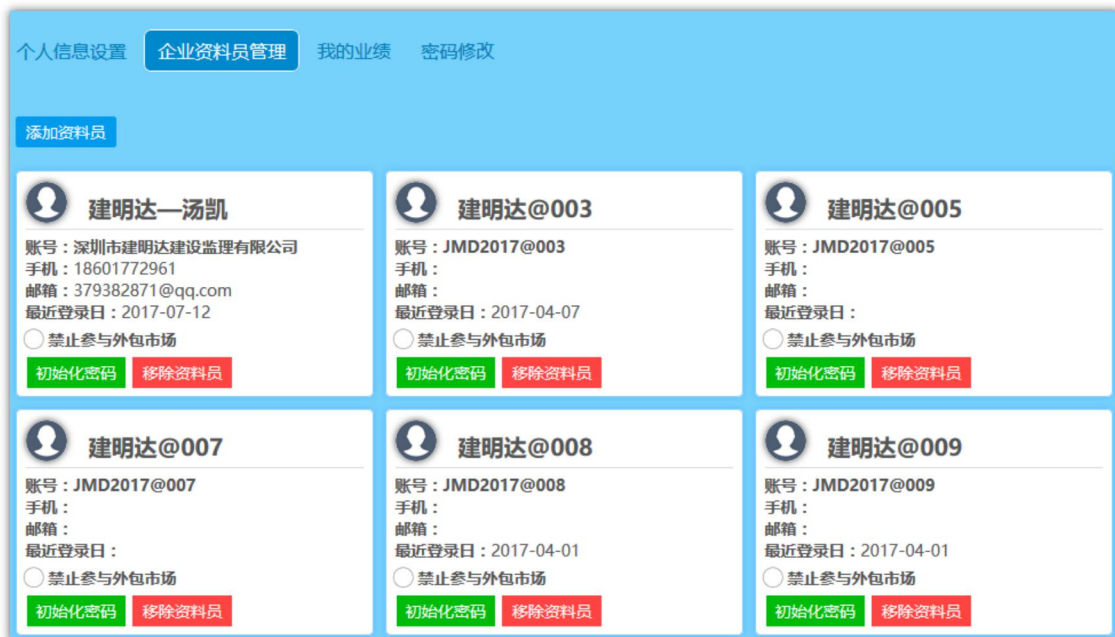 个人信息设置 企业资料员管理 我的业绩 密码修改
添加资料员
建明达—汤凯
账号：深圳市建明达建设监理有限公司
手机：18601772961
邮箱：379382871@qq.com
最近登录日：2017-07-12
禁止参与外包市场
初始化密码 移除资料员
建明达@003
账号：JMD2017@003
手机：
邮箱：
最近登录日：2017-04-07
禁止参与外包市场
初始化密码 移除资料员
建明达@005
账号：JMD2017@005
手机：
邮箱：
最近登录日：
禁止参与外包市场
初始化密码 移除资料员
建明达@007
账号：JMD2017@007
手机：
邮箱：
最近登录日：
禁止参与外包市场
初始化密码 移除资料员
建明达@008
账号：JMD2017@008
手机：
邮箱：
最近登录日：2017-04-01
禁止参与外包市场
初始化密码 移除资料员
建明达@009
账号：JMD2017@009
手机：
邮箱：
最近登录日：2017-04-01
禁止参与外包市场
初始化密码 移除资料员